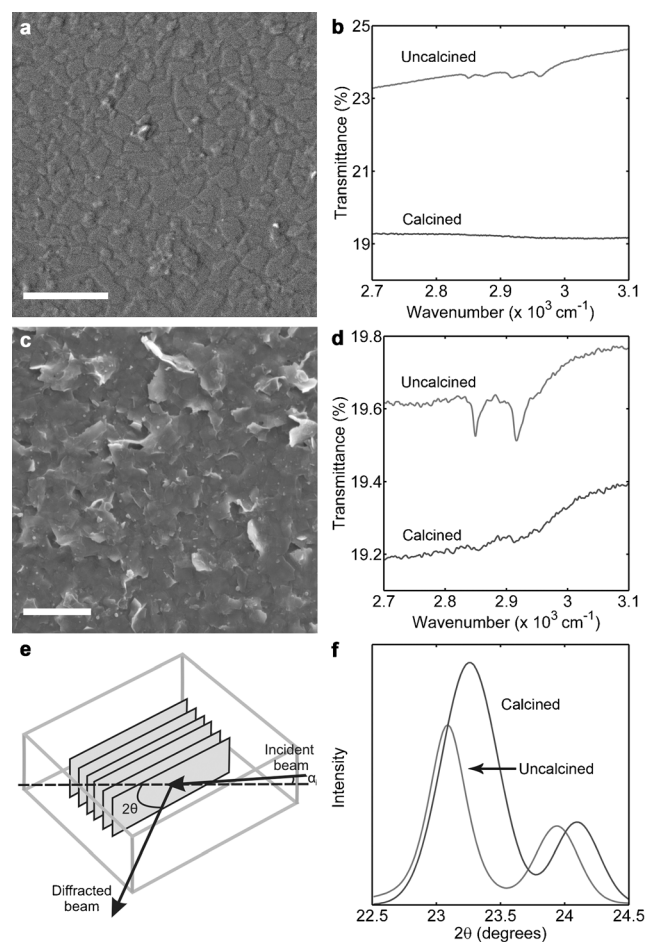 a
b
25
23
21
19
Transmittance (%)
Uncalcined
Calcined
2.7
2.8
2.9
3
3.1
Wavenumber (x 10³ cm⁻¹)
c
d
19.8
19.6
19.4
19.2
Transmittance (%)
Uncalcined
Calcined
2.7
2.8
2.9
3
3.1
Wavenumber (x 10³ cm⁻¹)
e
Incident
beam
α
2θ
Diffracted
beam
f
Intensity
Calcined
Uncalcined
22.5
23
23.5
24
24.5
2θ (degrees)